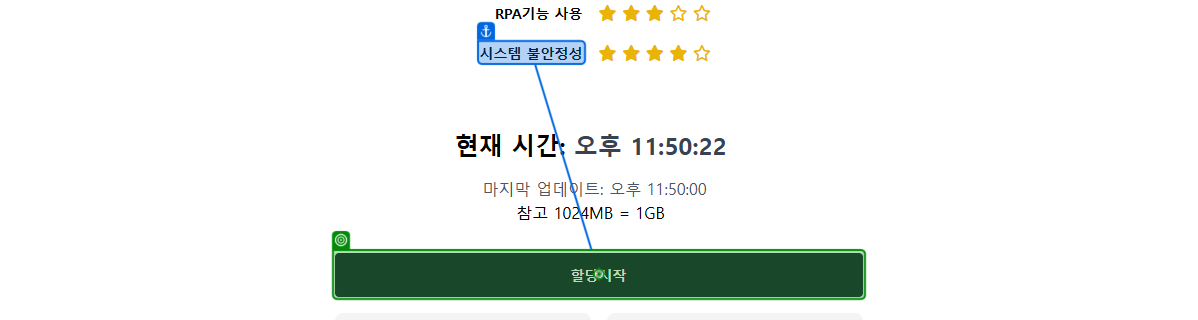 RPA기능 사용
시스템 불안정성
현재 시간: 오후 11:50:22
마지막 업데이트: 오후 11:50:00
참고 1024MB = 1GB
할당시작